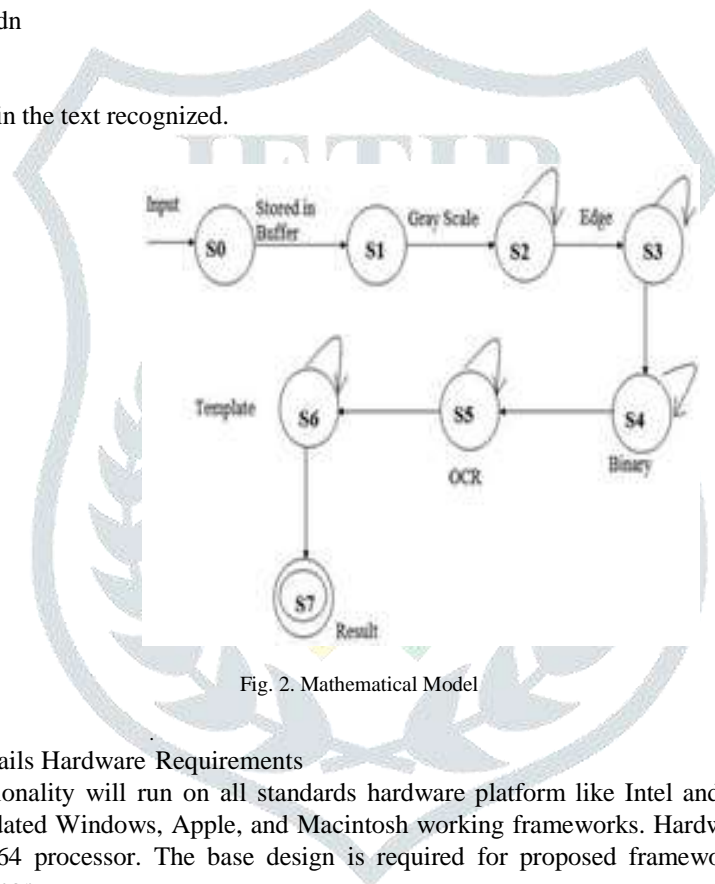 dn
in the text recognized.
JETIR
Input
Stored in
Buffer
Gray Scale
Edge
S0
S1
S2
S3
Template
S6
S5
S4
OCR
Binary
S7
Result
Fig. 2. Mathematical Model
.
ails Hardware Requirements
ionality will run on all standards hardware platform like Intel and
lated Windows, Apple, and Macintosh working frameworks. Hardw
64 processor. The base design is required for proposed framewo